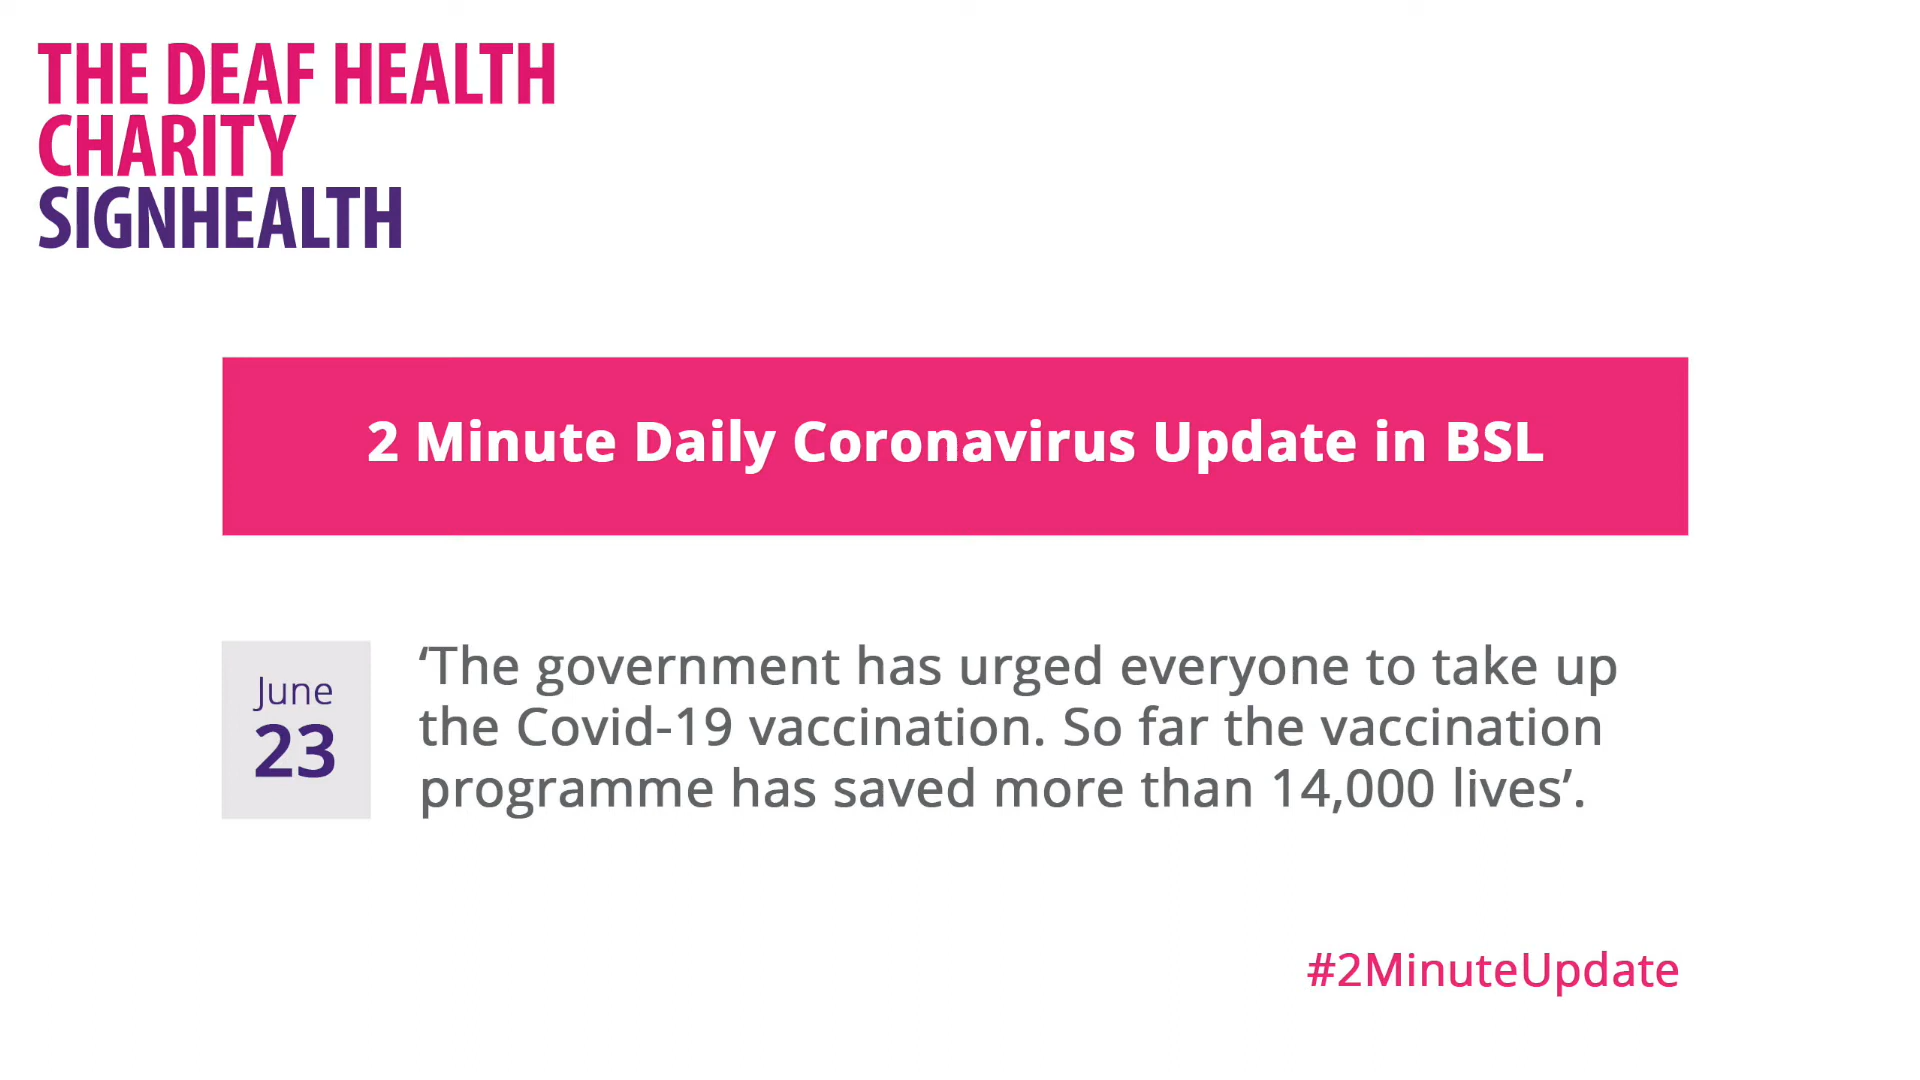 THE DEAF HEALTH
CHARITY
SIGNHEALTH
2 Minute Daily Coronavirus Update in BSL
June
23
‘The government has urged everyone to take up
the Covid-19 vaccination. So far the vaccination
programme has saved more than 14,000 lives’.
#2MinuteUpdate